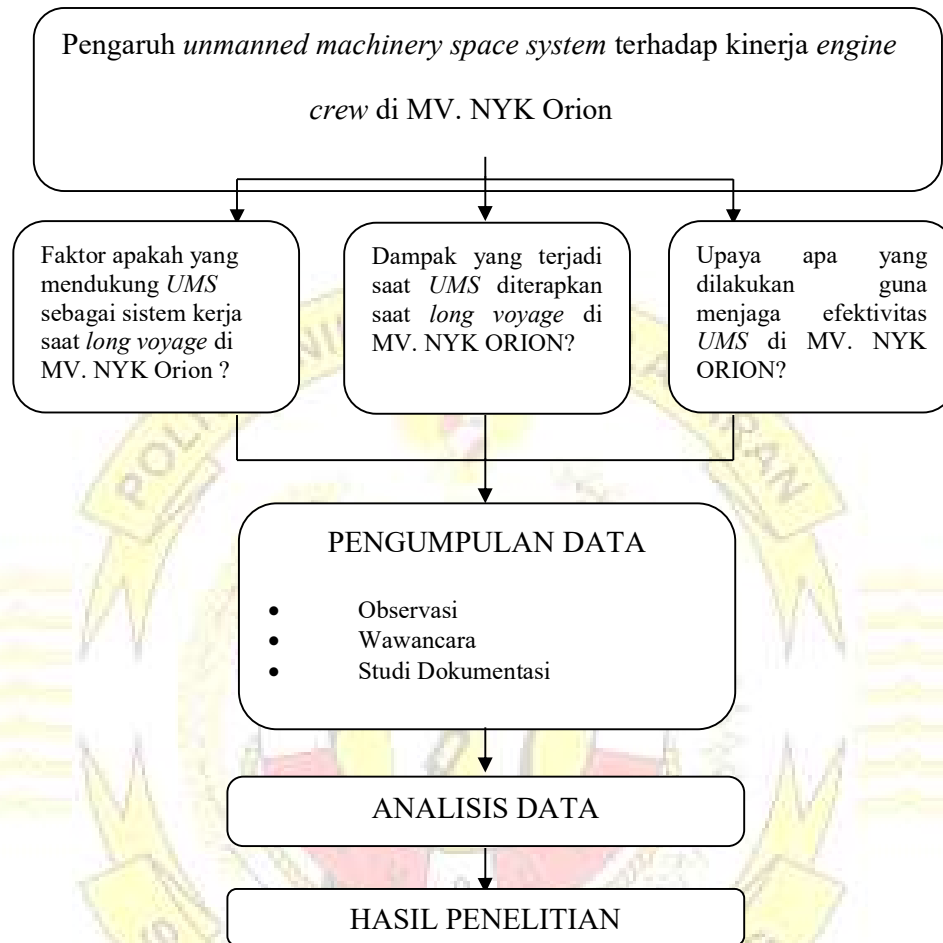 Pengaruh unmanned machinery space system terhadap kinerja engine
crew di MV. NYK Orion
Faktor apakah yang
mendukung UMS
sebagai sistem kerja
saat long voyage di
MV. NYK Orion ?
Dampak yang terjadi
saat UMS diterapkan
saat long voyage di
MV. NYK ORION?
Upaya apa yang
dilakukan guna
menjaga efektivitas
UMS di MV. NYK
ORION?
PENGUMPULAN DATA
• Observasi
• Wawancara
• Studi Dokumentasi
ANALISIS DATA
HASIL PENELITIAN